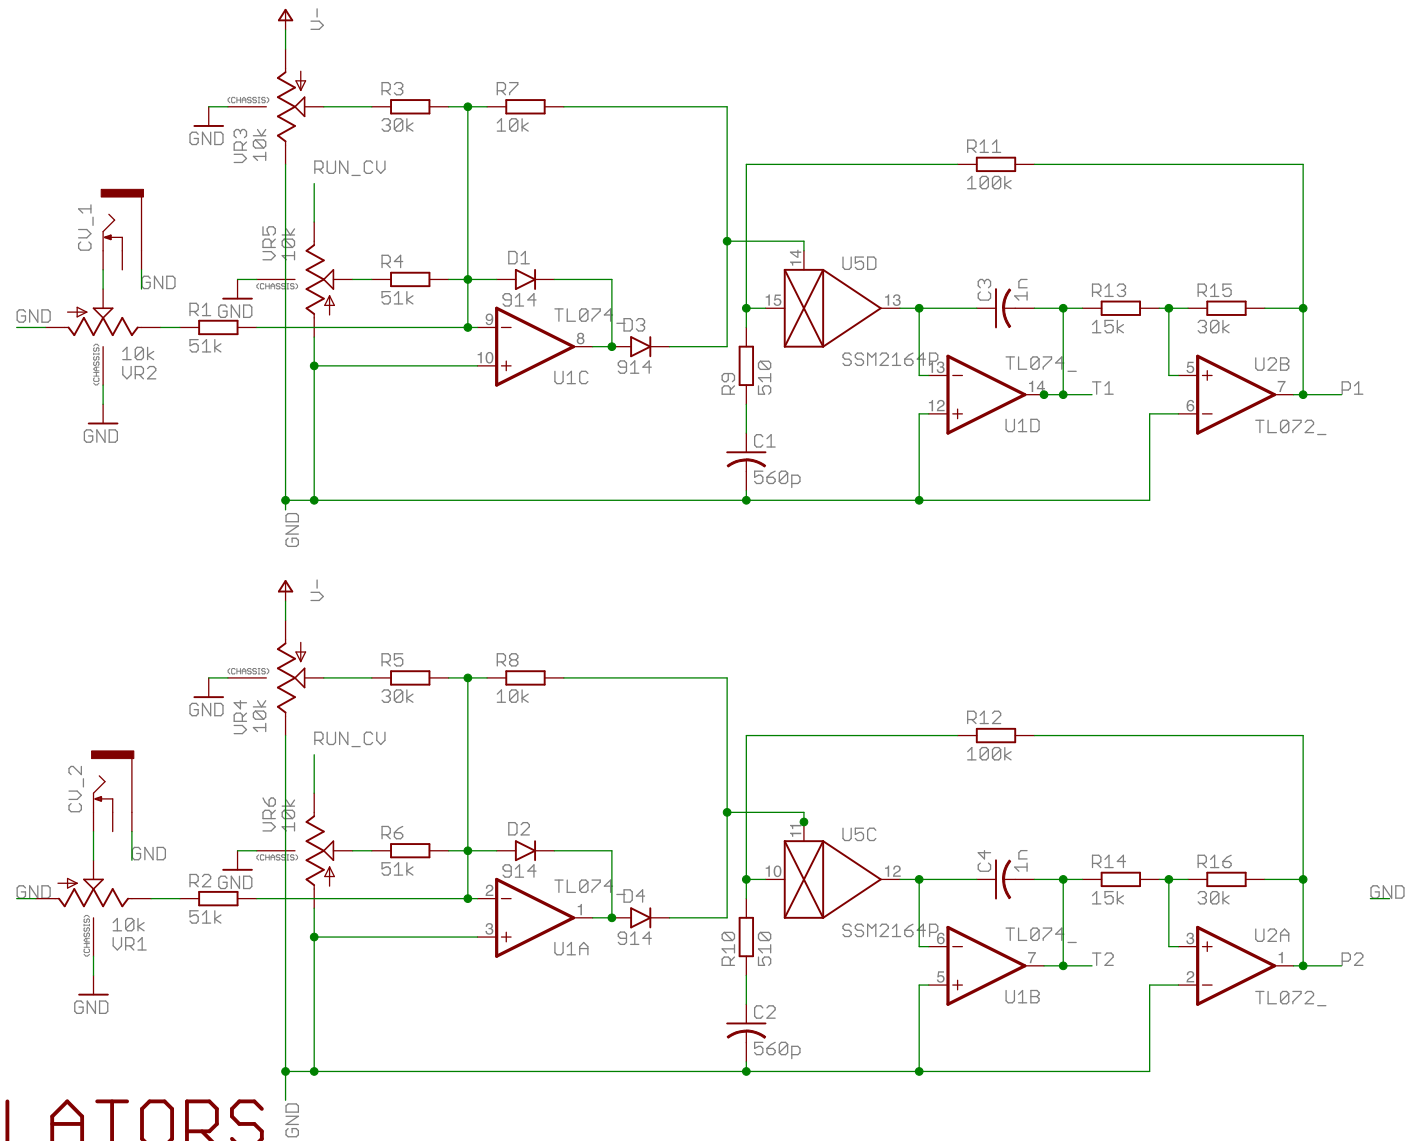 V-
R3
30k
R7
10k
(CHASSIS)
GND
VR3
10k
RUN_CV
R11
100k
CV_1
GND
VR5
10k
(CHASSIS)
GND
R4
51k
D1
914
14
U5D
15
13
SSM2164P
C3
1n
R13
15k
R15
30k
GND
10k
VR2
(CHASSIS)
GND
R1
51k
9
10
8
TL074
U1C
D3
914
R9
510
C1
560p
TL074_
13
12
14
U1D
T1
5
6
7
U2B
TL072_
P1
GND
V-
R5
30k
R8
10k
(CHASSIS)
GND
VR4
10k
RUN_CV
R12
100k
CV_2
GND
VR6
10k
(CHASSIS)
GND
R6
51k
D2
914
11
U5C
10
12
SSM2164P
C4
1n
R14
15k
R16
30k
GND
GND
10k
VR1
(CHASSIS)
GND
R2
51k
2
3
1
TL074
U1A
D4
914
R10
510
C2
560p
TL074_
6
5
7
U1B
T2
3
2
1
U2A
TL072_
P2
GND
LATORS